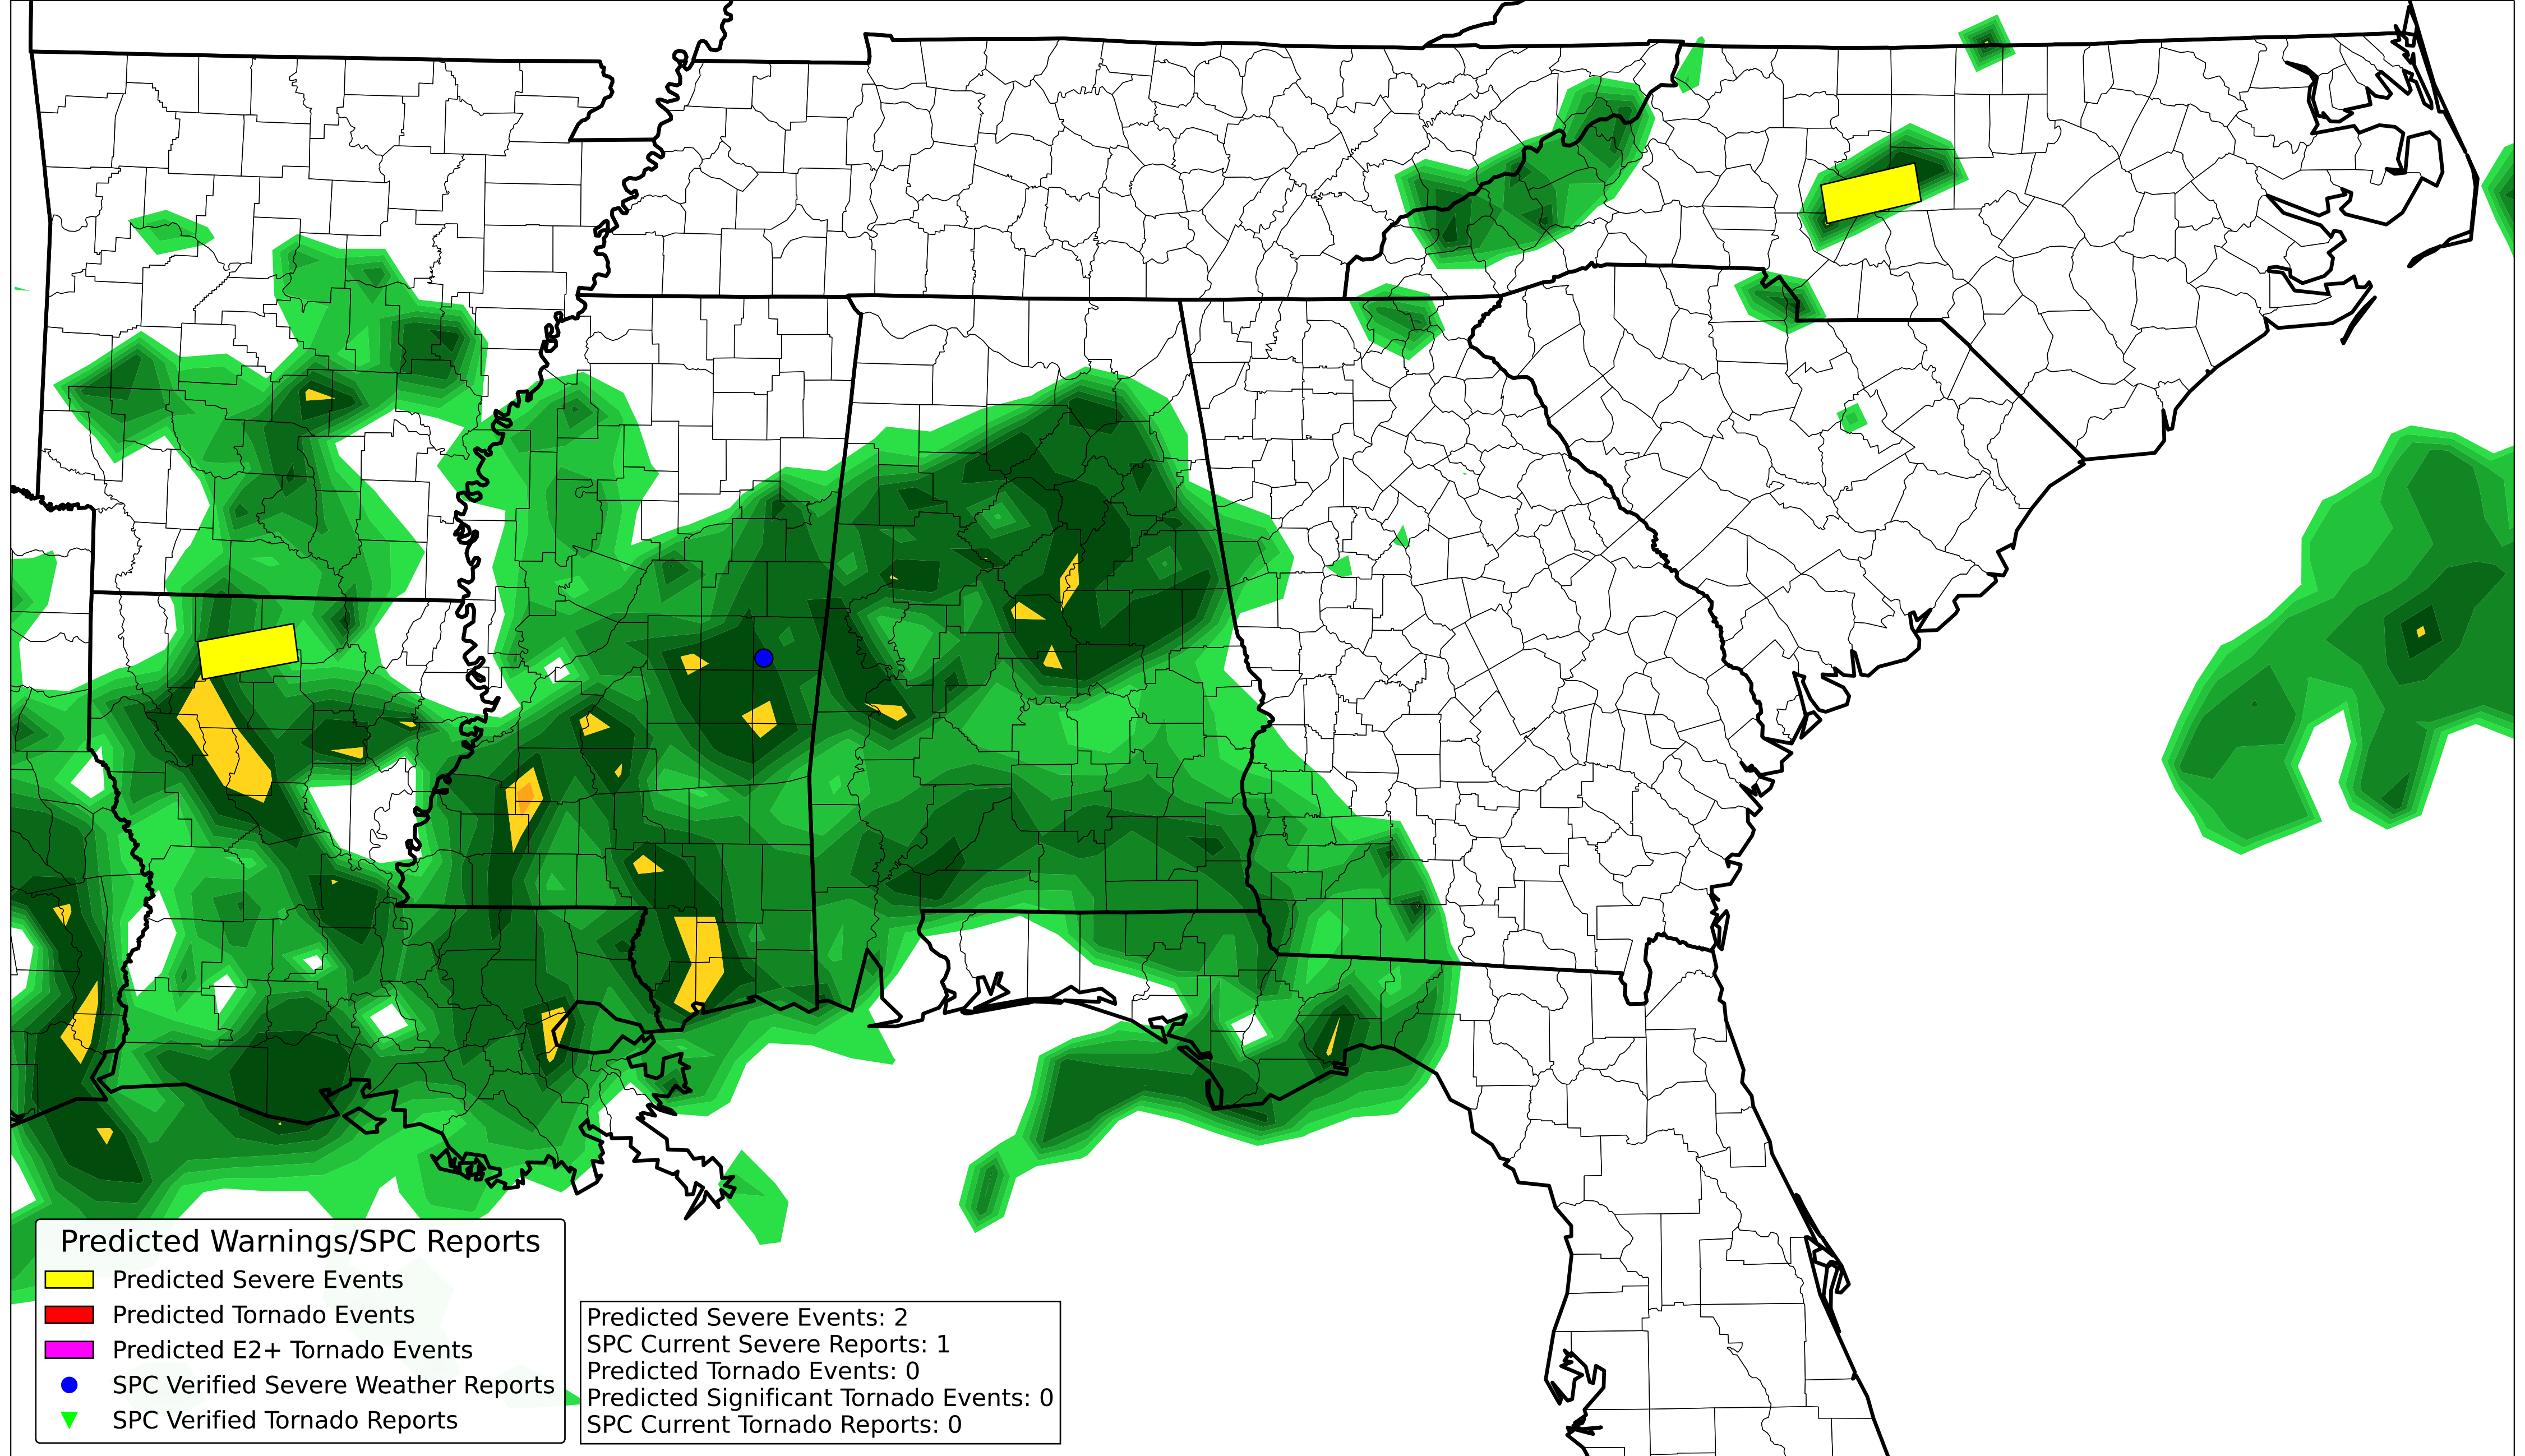 Predicted Warnings/SPC Reports
Predicted Severe Events
Predicted Tornado Events
Predicted E2+ Tornado Events
SPC Verified Severe Weather Reports
SPC Verified Tornado Reports
Predicted Severe Events: 2
SPC Current Severe Reports: 1
Predicted Tornado Events: 0
Predicted Significant Tornado Events: 0
SPC Current Tornado Reports: 0